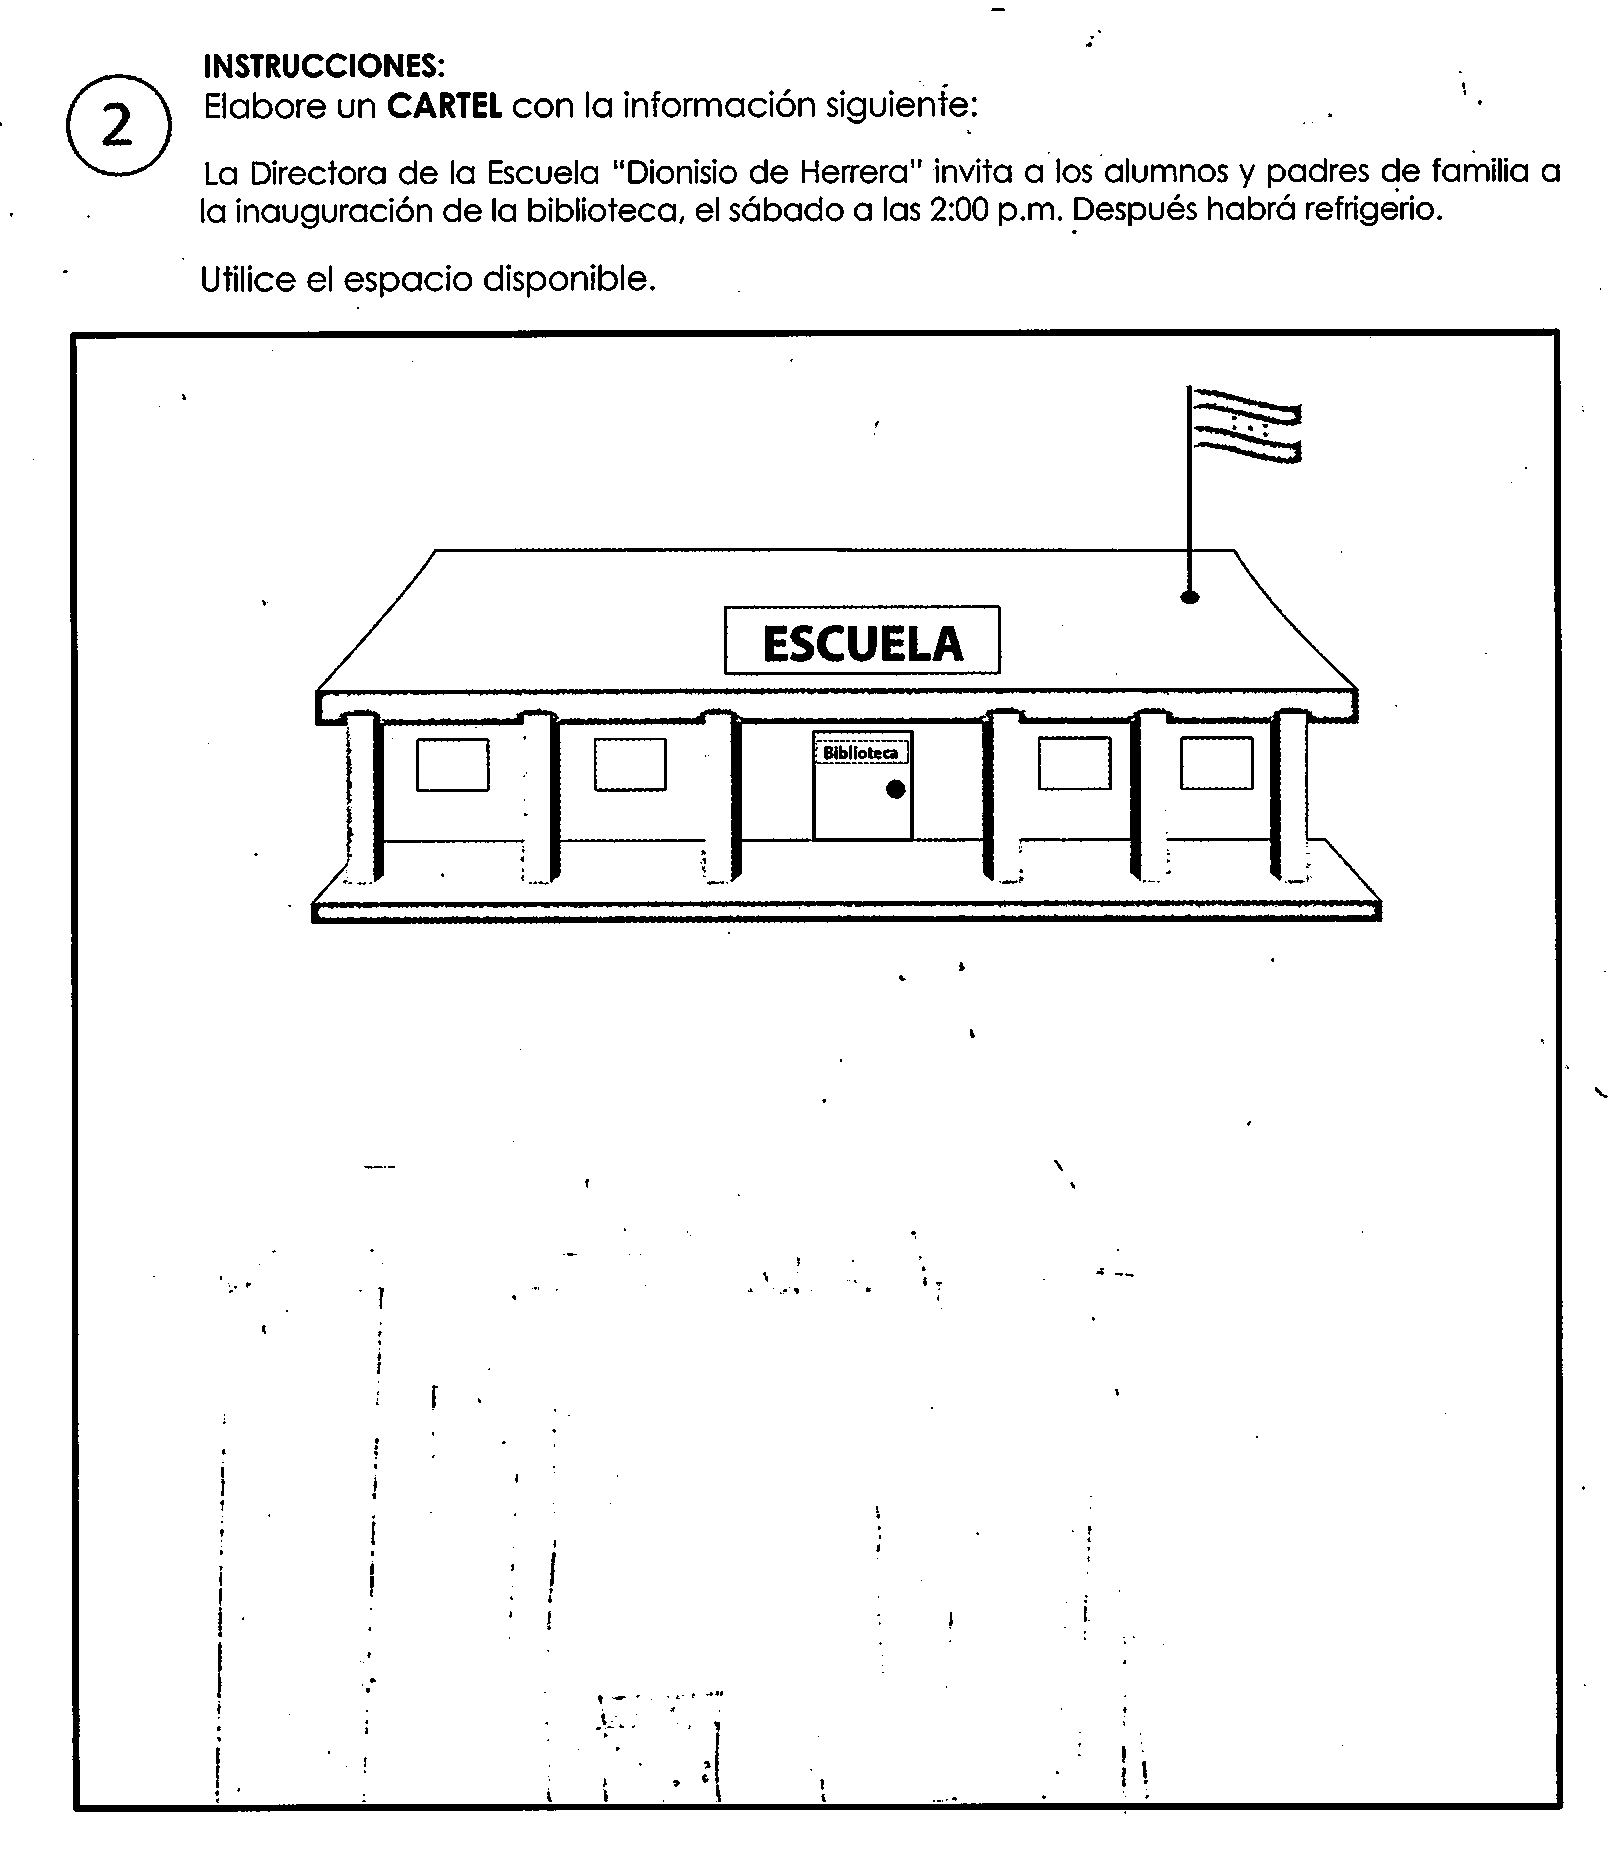 INSTRUCCIONES:
2
Elabore un CARTEL con la información siguiente:
La Directora de la Escuela "Dionisio de Herrera" invita a los alumnos y padres de familia a
la inauguración de la biblioteca, el sábado a las 2:00 p.m. Después habrá refrigerio.
Utilice el espacio disponible.
ESCUELA
Biblioteca